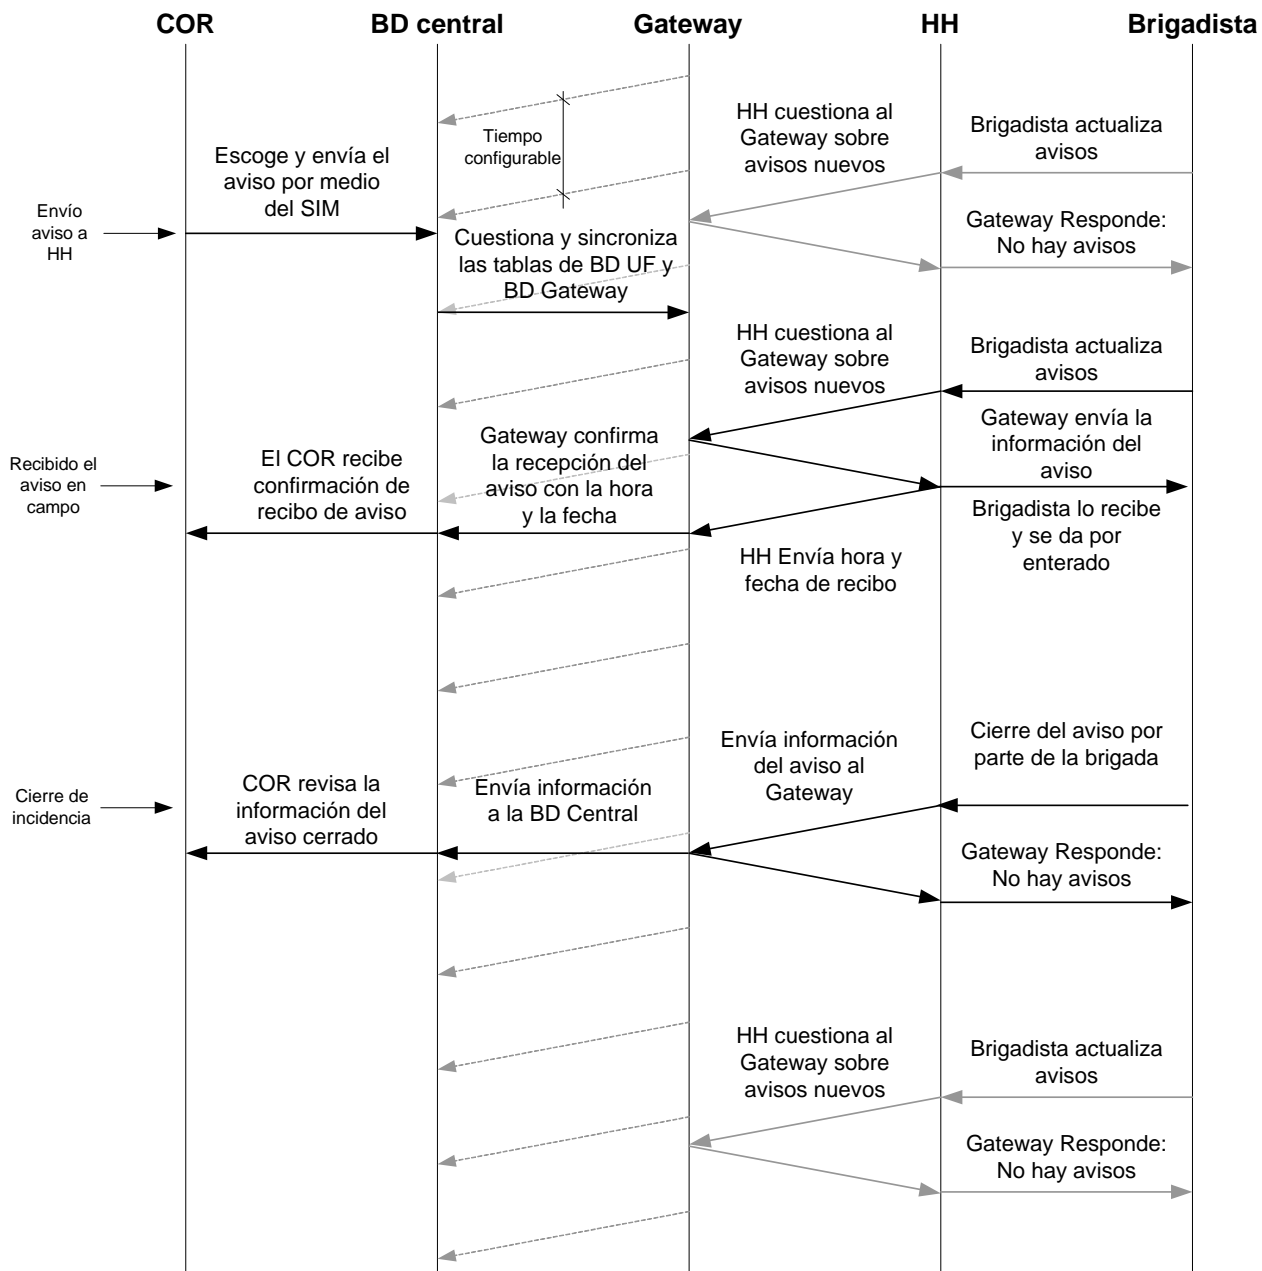 COR
BD central
Gateway
HH
Brigadista
HH cuestiona al
Gateway sobre
avisos nuevos
Brigadista actualiza
avisos
Tiempo
configurable
Escoge y envía el
aviso por medio
del SIM
Envío
aviso a
HH
Gateway Responde:
No hay avisos
Cuestiona y sincroniza
las tablas de BD UF y
BD Gateway
HH cuestiona al
Gateway sobre
avisos nuevos
Brigadista actualiza
avisos
Gateway envía la
información del
aviso
Gateway confirma
la recepción del
aviso con la hora
y la fecha
El COR recibe
confirmación de
recibo de aviso
Recibido el
aviso en
campo
Brigadista lo recibe
y se da por
enterado
HH Envía hora y
fecha de recibo
Cierre del aviso por
parte de la brigada
Envía información
del aviso al
Gateway
Envía información
a la BD Central
COR revisa la
información del
aviso cerrado
Cierre de
incidencia
Gateway Responde:
No hay avisos
HH cuestiona al
Gateway sobre
avisos nuevos
Brigadista actualiza
avisos
Gateway Responde:
No hay avisos